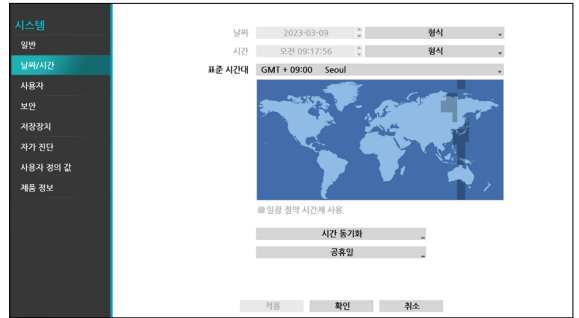 시스템
일반
날짜/시간
사용자
보안
저장장치
자가 진단
사용자 정의 값
제품 정보
날짜 2023-03-09 형식
시간 오전 09:17:56 형식
표준 시간대 GMT + 09:00 Seoul
일광 절약 시간제 사용
시간 동기화
공휴일
적용 확인 취소